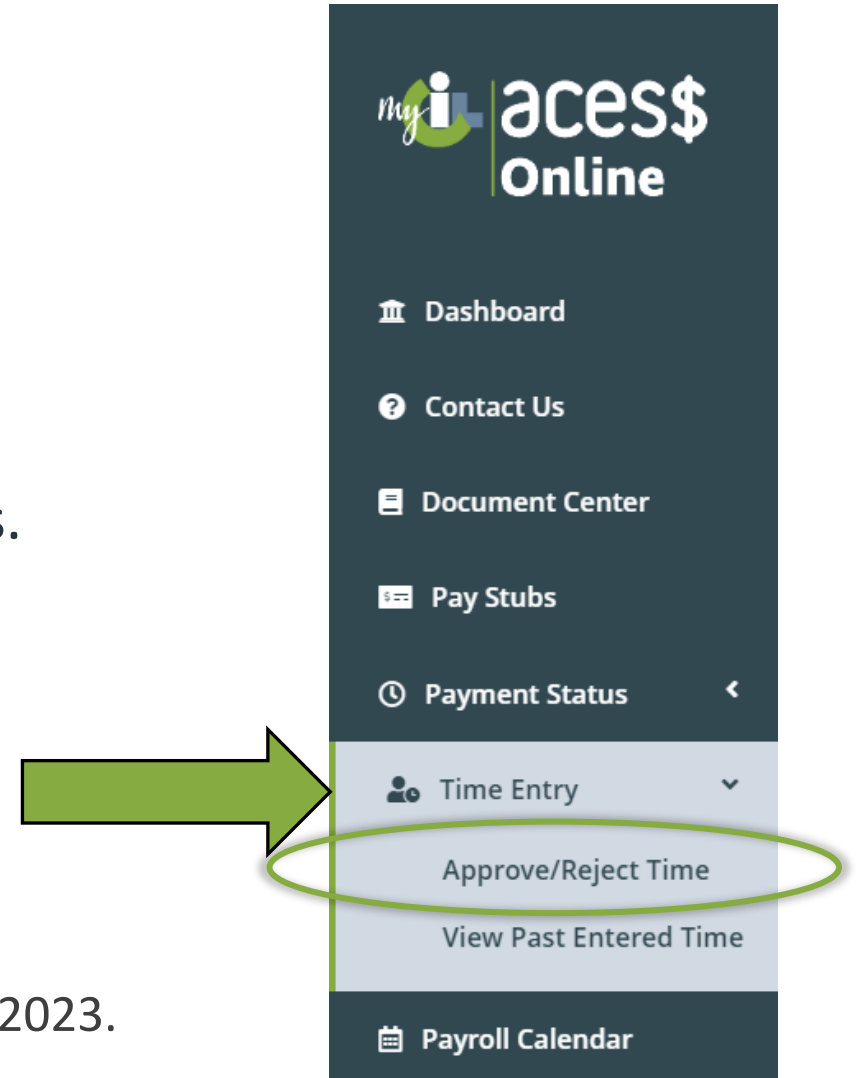 my CiL aces$
Online
Dashboard
Contact Us
Document Center
s.
Pay Stubs
Payment Status
Time Entry
Approve/Reject Time
View Past Entered Time
2023.
Payroll Calendar